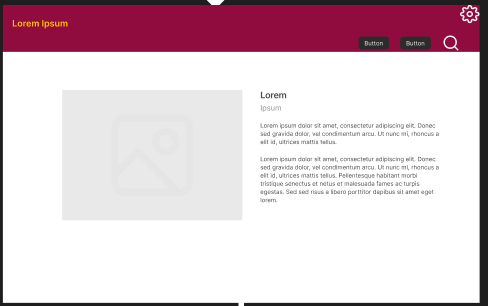 Lorem Ipsum
Button
Button
Lorem
Ipsum
Lorem ipsum dolor sit amet, consectetur adipiscing elit. Donec
sed gravida dolor, vel condimentum arcu. Ut nunc mi, rhoncus a
elit id, ultrices mattis tellus.
Lorem ipsum dolor sit amet, consectetur adipiscing elit. Donec
sed gravida dolor, vel condimentum arcu. Ut nunc mi, rhoncus a
elit id, ultrices mattis tellus. Pellentesque habitant morbi
tristique senectus et netus et malesuada fames ac turpis
egestas. Sed sed risus a libero porttitor dapibus sit amet eget
lorem.